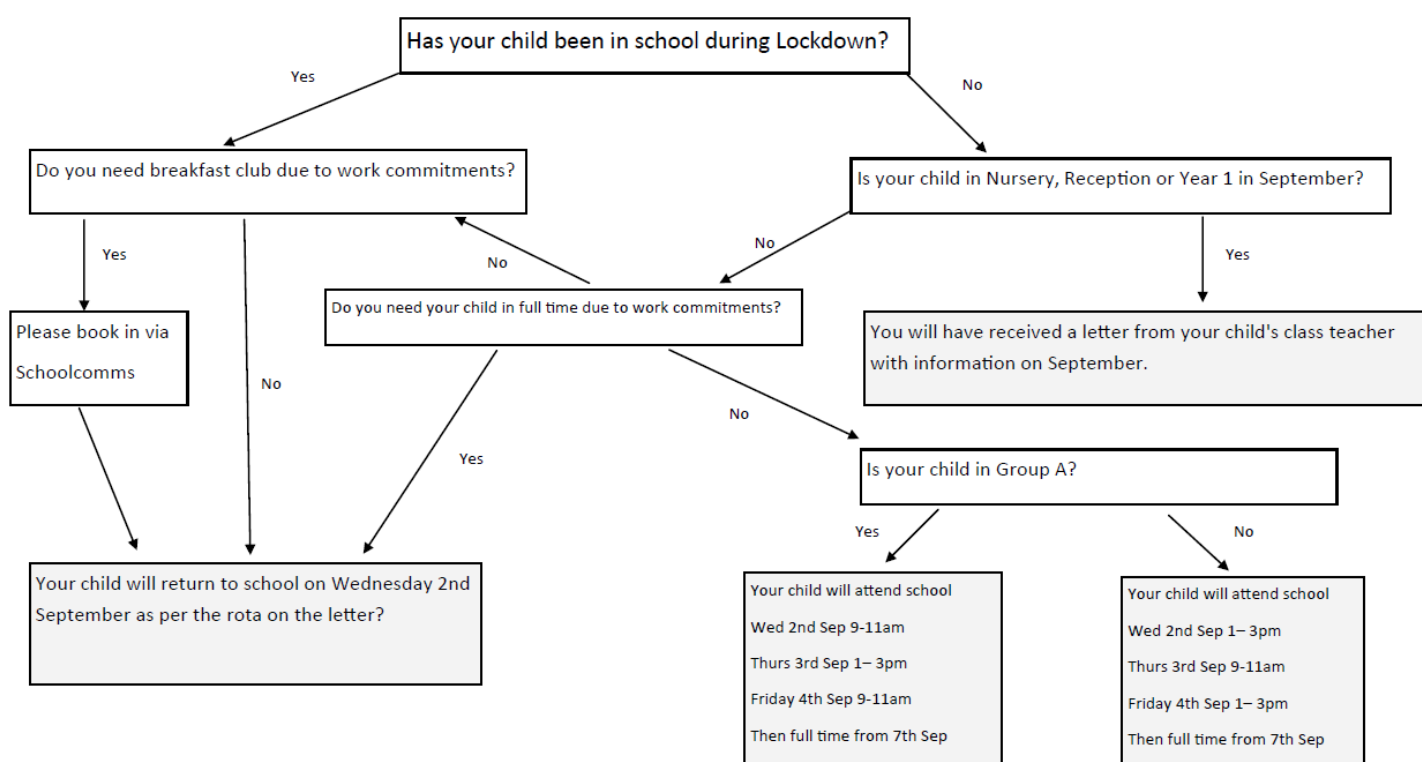 Has your child been in school during Lockdown?
Yes
No
Do you need breakfast club due to work commitments?
Is your child in Nursery, Reception or Year 1 in September?
Yes
No
No
Yes
Do you need your child in full time due to work commitments?
Please book in via
Schoolcomms
You will have received a letter from your child's class teacher
with information on September.
No
No
Yes
Is your child in Group A?
Yes
No
Your child will return to school on Wednesday 2nd
September as per the rota on the letter?
Your child will attend school
Wed 2nd Sep 9-11am
Thurs 3rd Sep 1– 3pm
Friday 4th Sep 9-11am
Then full time from 7th Sep
Your child will attend school
Wed 2nd Sep 1– 3pm
Thurs 3rd Sep 9-11am
Friday 4th Sep 1– 3pm
Then full time from 7th Sep